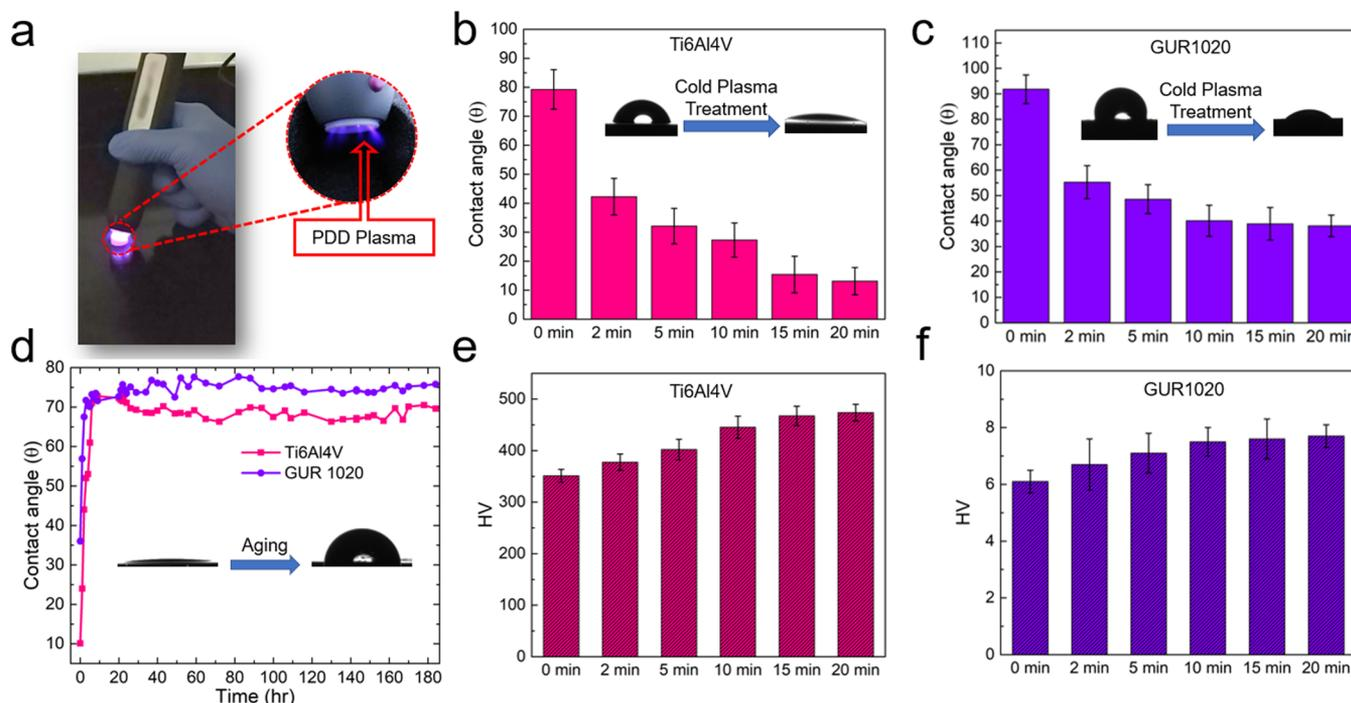 a
PDD Plasma
b
Ti6Al4V
Cold Plasma
Treatment
Contact angle (θ)
100
90
80
70
60
50
40
30
20
10
0
0 min 2 min 5 min 10 min 15 min 20 min
c
GUR1020
Cold Plasma
Treatment
Contact angle (θ)
110
100
90
80
70
60
50
40
30
20
10
0
0 min 2 min 5 min 10 min 15 min 20 min
d
Contact angle (θ)
80
70
60
50
40
30
20
10
Ti6Al4V
GUR 1020
Aging
0 20 40 60 80 100 120 140 160 180
Time (hr)
e
Ti6Al4V
HV
500
400
300
200
100
0
0 min 2 min 5 min 10 min 15 min 20 min
f
GUR1020
HV
10
8
6
4
2
0
0 min 2 min 5 min 10 min 15 min 20 min